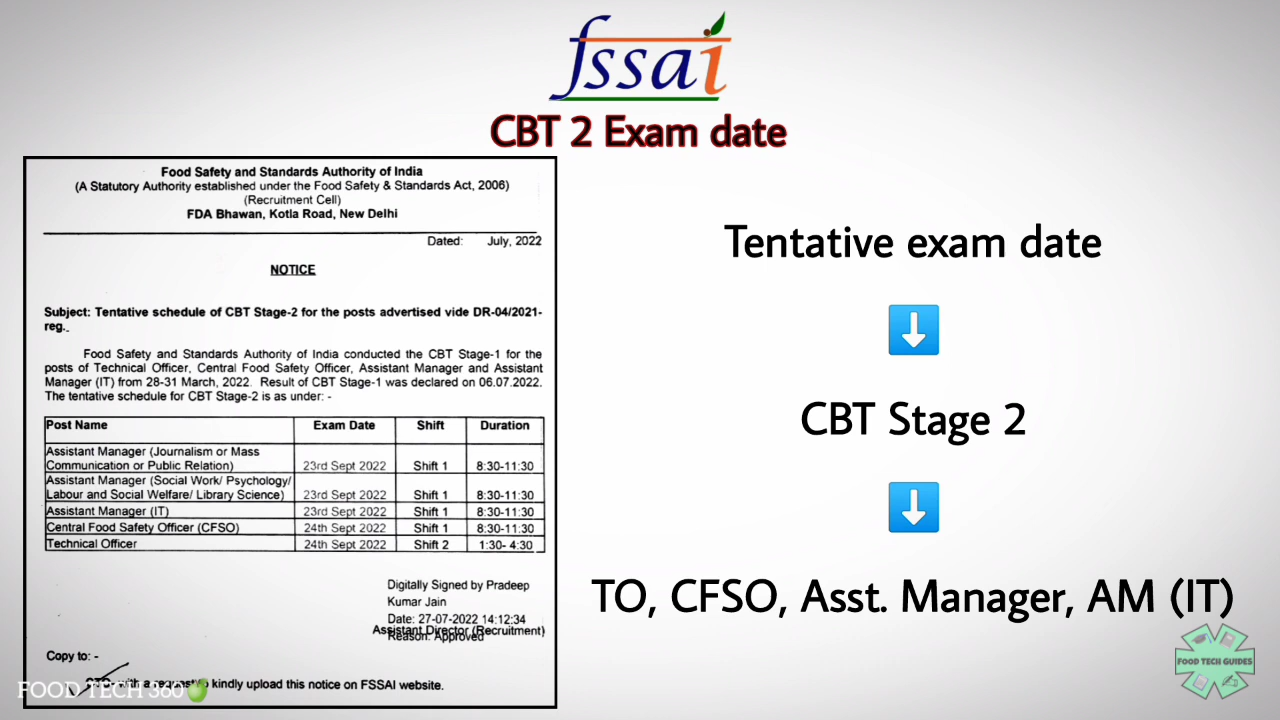 fssai
CBT 2 Exam date
Food Safety and Standards Authority of India
(A Statutory Authority established under the Food Safety & Standards Act, 2006)
(Recruitment Cell)
FDA Bhawan, Kotla Road, New Delhi
Dated: July, 2022
NOTICE
Subject: Tentative schedule of CBT Stage-2 for the posts advertised vide DR-04/2021-
reg.
Food Safety and Standards Authority of India conducted the CBT Stage-1 for the
posts of Technical Officer, Central Food Safety Officer, Assistant Manager and Assistant
Manager (IT) from 28-31 March, 2022. Result of CBT Stage-1 was declared on 06.07.2022.
The tentative schedule for CBT Stage-2 is as under: -
Post Name Exam Date Shift Duration
Assistant Manager (Journalism or Mass
Communication or Public Relation) 23rd Sept 2022 Shift 1 8:30-11:30
Assistant Manager (Social Work/ Psychology/
Labour and Social Welfare/ Library Science) 23rd Sept 2022 Shift 1 8:30-11:30
Assistant Manager (IT) 23rd Sept 2022 Shift 1 8:30-11:30
Central Food Safety Officer (CFSO) 24th Sept 2022 Shift 1 8:30-11:30
Technical Officer 24th Sept 2022 Shift 2 1:30- 4:30
Digitally Signed by Pradeep
Kumar Jain
Date: 27-07-2022 14:12:34
Assistant Director (Recruitment)
Reason: Approved
Copy to: -
with a request kindly upload this notice on FSSAI website.
FOOD TECH 360
Tentative exam date
CBT Stage 2
TO, CFSO, Asst. Manager, AM (IT)
FOOD TECH GUIDES